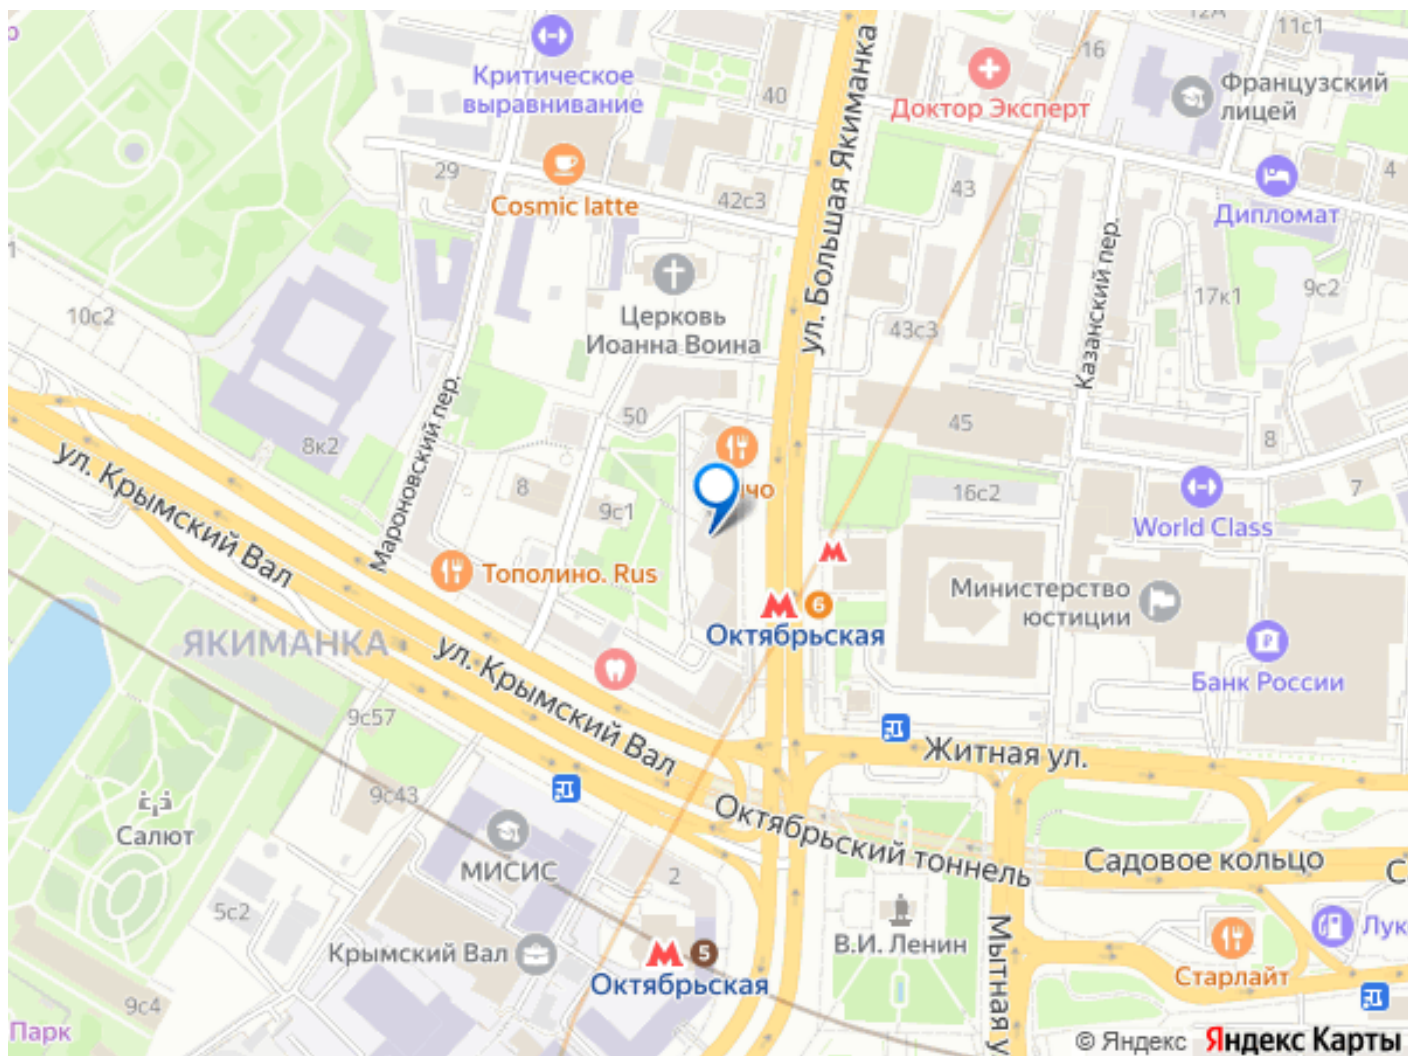 р
Критическое
выравнивание
40
12А
11с1
16
Доктор Эксперт
Французский
лицей
ул. Большая Якиманка
29
Cosmic latte
42с3
43
4
Дипломат
1
10с2
Церковь
Иоанна Воина
43с3
Казанский пер.
17к1
9с2
8к2
Мароновский пер.
50
45
8
ул. Крымский Вал
8
9с1
чо
16с2
7
World Class
Тополино. Rus
Министерство
юстиции
6
Октябрьская
ЯКИМАНКА
ул. Крымский Вал
Банк России
9с57
Житная ул.
9с43
Салют
МИСИС
Октябрьский тоннель
Садовое кольцо
С
2
5с2
Крымский Вал
5
Октябрьская
В.И. Ленин
Мытная у
Старлайт
Лук
9с4
Парк
© Яндекс Яндекс Карты